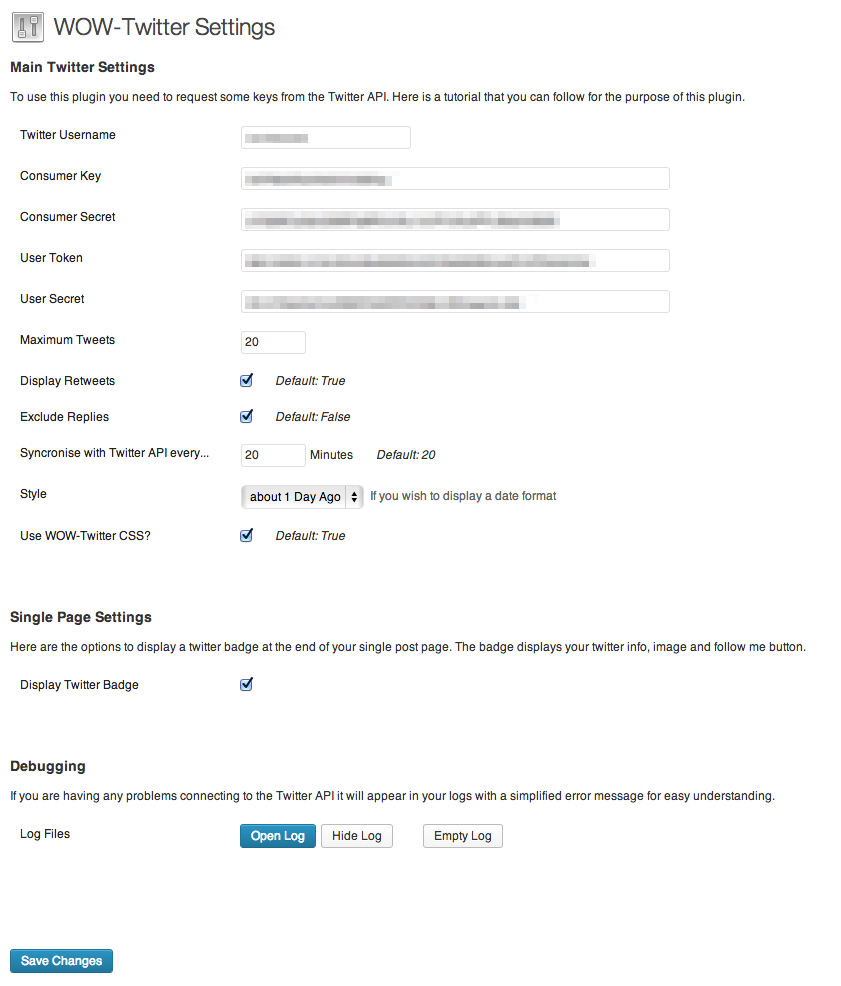 WOW-Twitter Settings
Main Twitter Settings
To use this plugin you need to request some keys from the Twitter API. Here is a tutorial that you can follow for the purpose of this plugin.
Twitter Username
Consumer Key
Consumer Secret
User Token
User Secret
Maximum Tweets 20
Display Retweets Default: True
Exclude Replies Default: False
Syncronise with Twitter API every... 20 Minutes Default: 20
Style about 1 Day Ago If you wish to display a date format
Use WOW-Twitter CSS? Default: True
Single Page Settings
Here are the options to display a twitter badge at the end of your single post page. The badge displays your twitter info, image and follow me button.
Display Twitter Badge
Debugging
If you are having any problems connecting to the Twitter API it will appear in your logs with a simplified error message for easy understanding.
Log Files Open Log Hide Log Empty Log
Save Changes